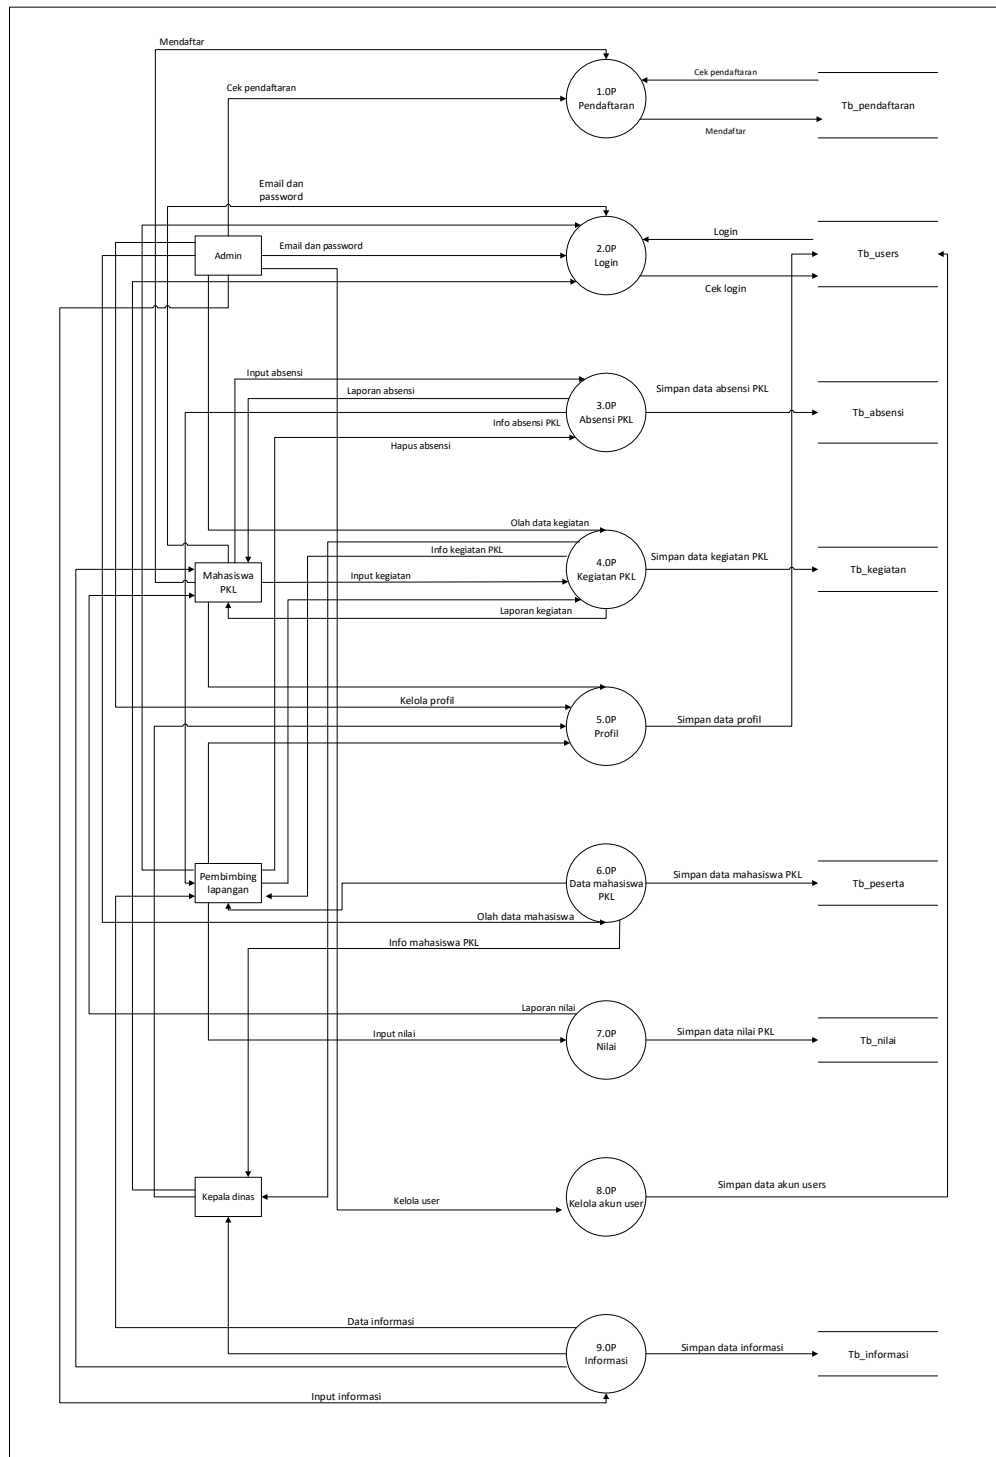 Mendaftar
Cek pendaftaran
1.0P
Pendaftaran
Cek pendaftaran
Tb_pendaftaran
Mendaftar
Email dan
password
Admin
Email dan password
2.0P
Login
Login
Tb_users
Cek login
Input absensi
Laporan absensi
Info absensi PKL
Hapus absensi
3.0P
Absensi PKL
Simpan data absensi PKL
Tb_absensi
Olah data kegiatan
Info kegiatan PKL
Mahasiswa
PKL
Input kegiatan
Laporan kegiatan
4.0P
Kegiatan PKL
Simpan data kegiatan PKL
Tb_kegiatan
Kelola profil
5.0P
Profil
Simpan data profil
Pembimbing
lapangan
6.0P
Data mahasiswa
PKL
Simpan data mahasiswa PKL
Tb_peserta
Olah data mahasiswa
Info mahasiswa PKL
Laporan nilai
Input nilai
7.0P
Nilai
Simpan data nilai PKL
Tb_nilai
Kepala dinas
Kelola user
8.0P
Kelola akun user
Simpan data akun users
Data informasi
9.0P
Informasi
Simpan data informasi
Tb_informasi
Input informasi